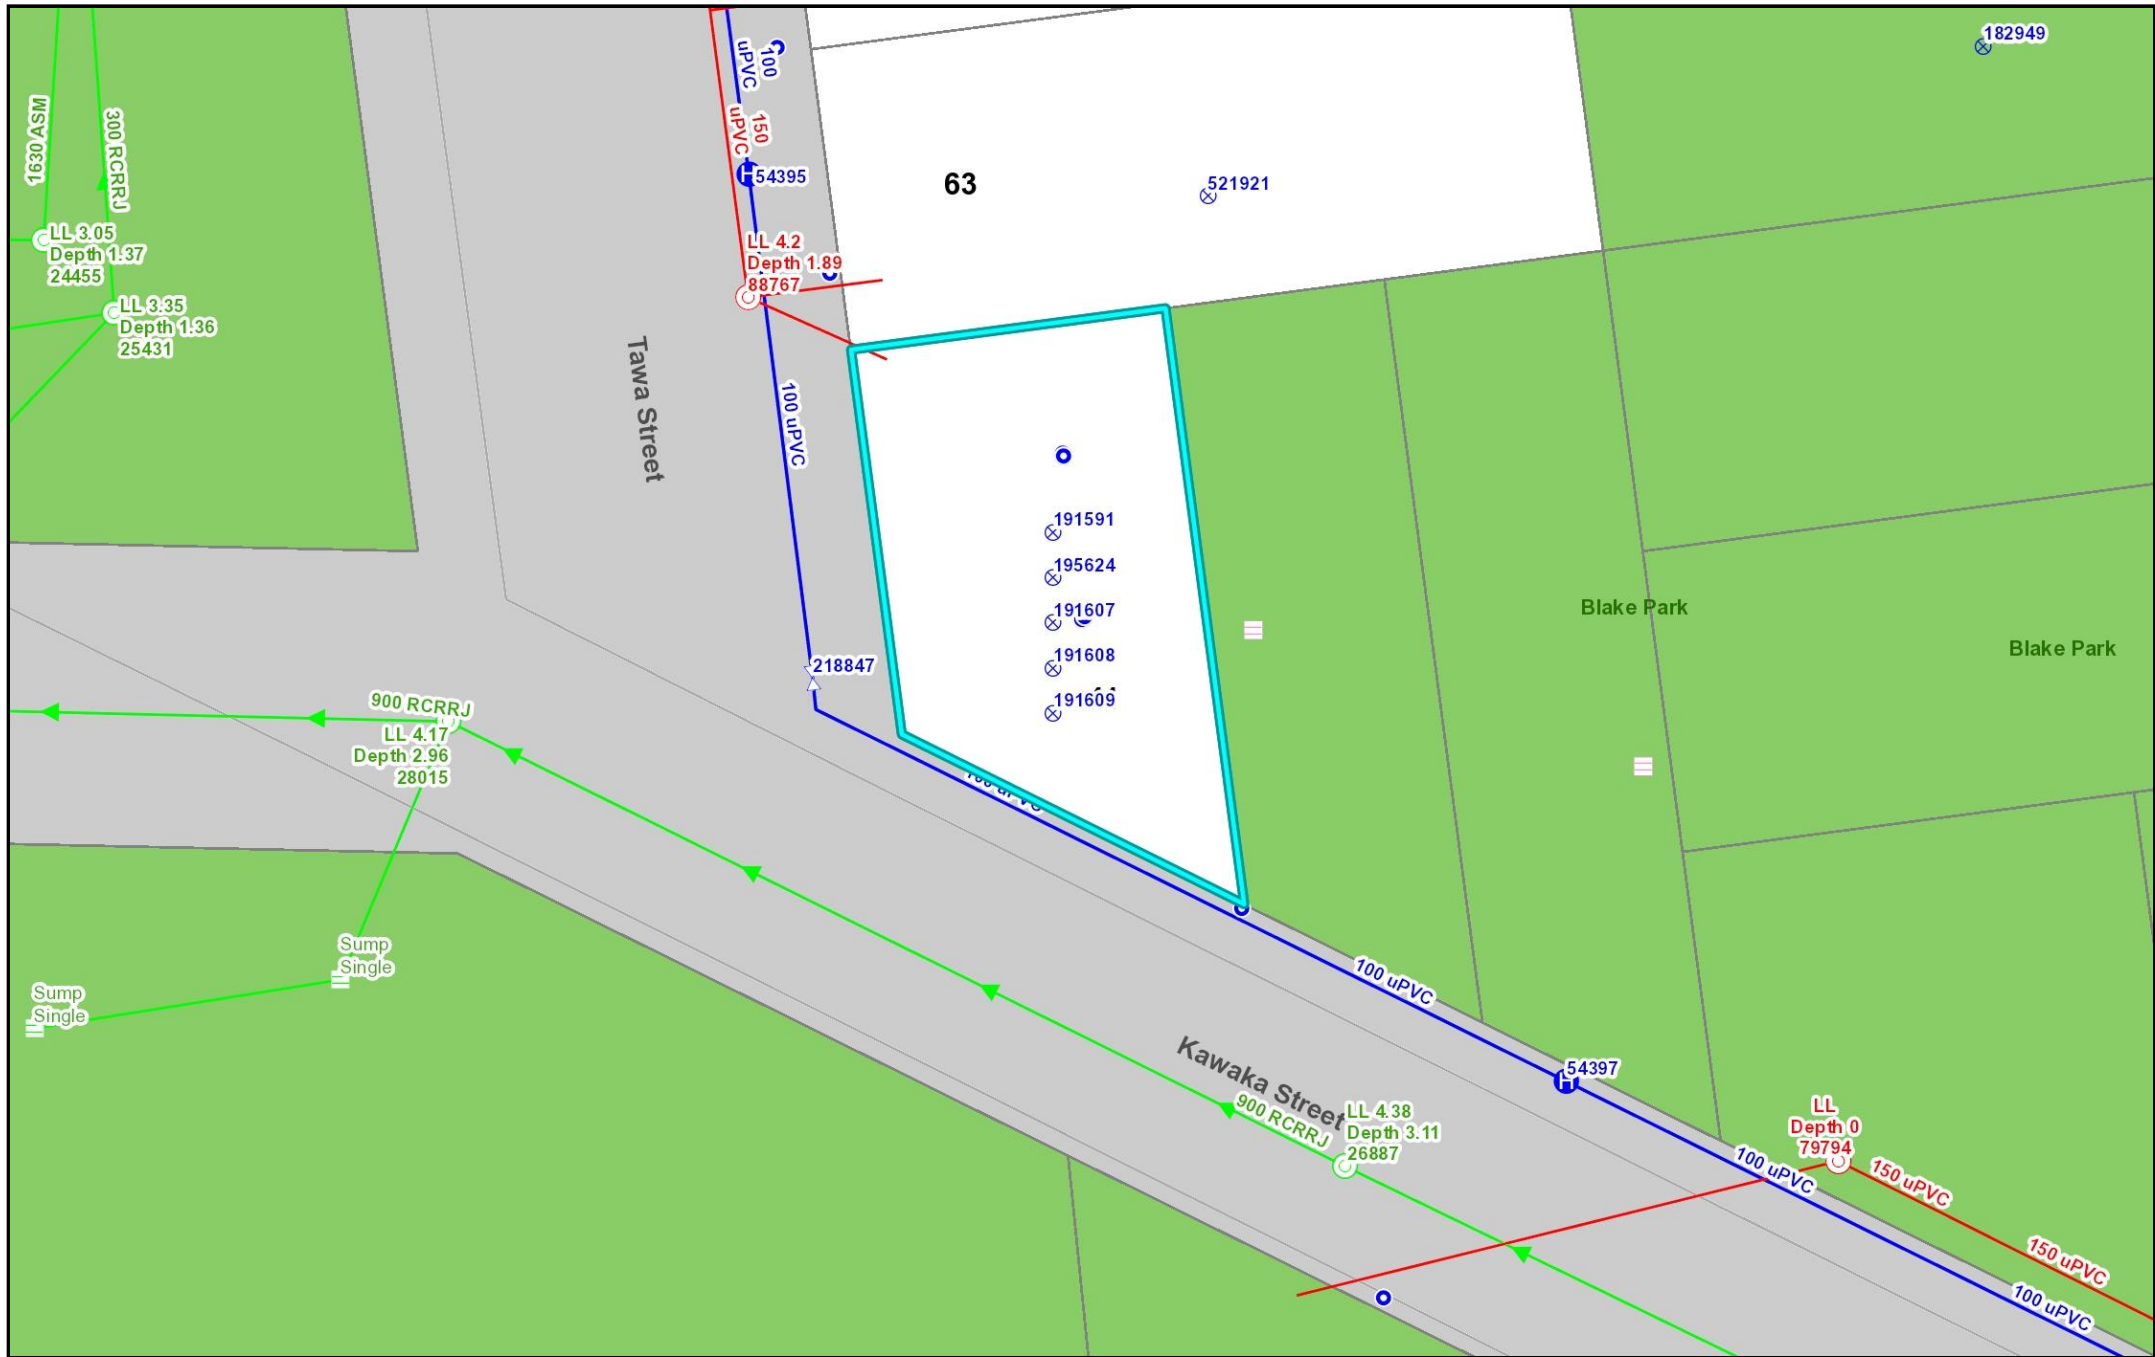 182949
100
uPVC
1630 ASM
300 RCRRJ
150
uPVC
54395
63
521921
LL 3.05
Depth 1.37
24455
LL 4.2
Depth 1.89
88767
LL 3.35
Depth 1.36
25431
Tawa Street
100 uPVC
191591
195624
191607
191608
191609
Blake Park
Blake Park
218847
900 RCRRJ
LL 4.17
Depth 2.96
28015
100 uPVC
Sump
Single
Sump
Single
100 uPVC
Kawaka Street
54397
900 RCRRJ
LL 4.38
Depth 3.11
26887
LL
Depth 0
79794
100 uPVC
150 uPVC
150 uPVC
100 uPVC